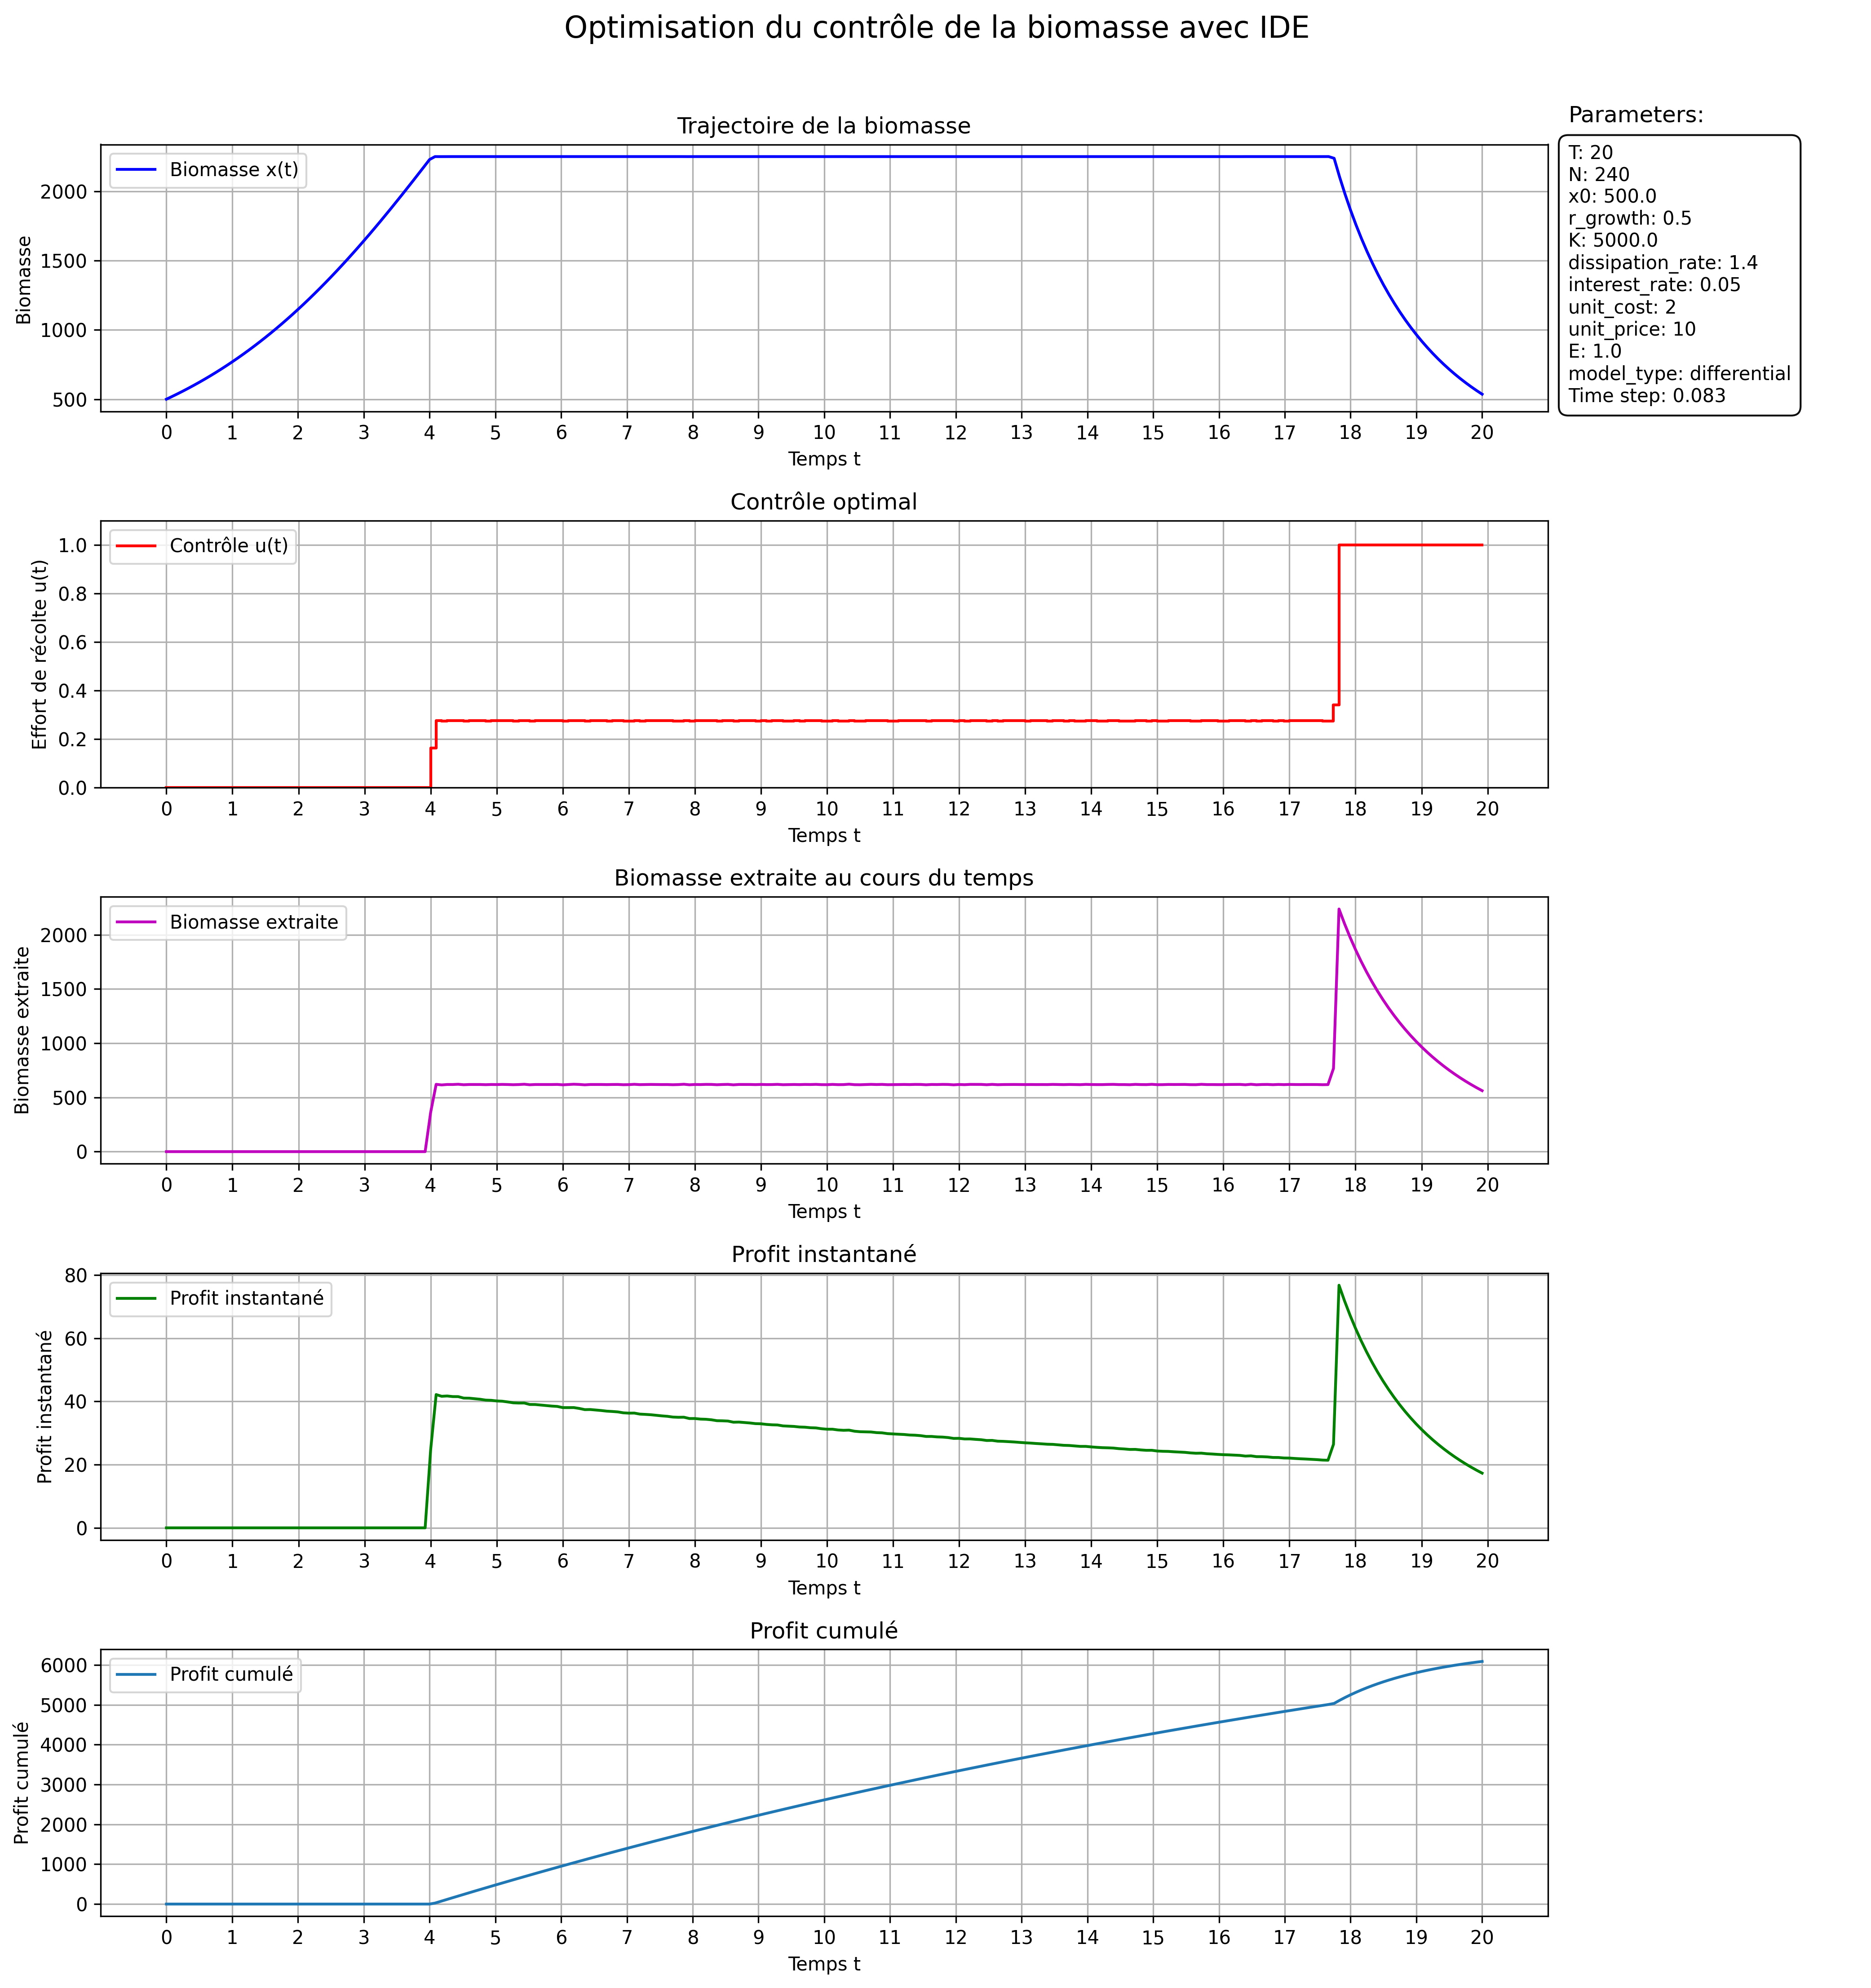 Optimisation du contrôle de la biomasse avec IDE
Trajectoire de la biomasse
Parameters:
T: 20
N: 240
x0: 500.0
r_growth: 0.5
K: 5000.0
dissipation_rate: 1.4
interest_rate: 0.05
unit_cost: 2
unit_price: 10
E: 1.0
model_type: differential
Time step: 0.083
Biomasse x(t)
Biomasse
2000
1500
1000
500
0 1 2 3 4 5 6 7 8 9 10 11 12 13 14 15 16 17 18 19 20
Temps t
Contrôle optimal
Contrôle u(t)
Effort de récolte u(t)
1.0
0.8
0.6
0.4
0.2
0.0
0 1 2 3 4 5 6 7 8 9 10 11 12 13 14 15 16 17 18 19 20
Temps t
Biomasse extraite au cours du temps
Biomasse extraite
Biomasse extraite
2000
1500
1000
500
0
0 1 2 3 4 5 6 7 8 9 10 11 12 13 14 15 16 17 18 19 20
Temps t
Profit instantané
Profit instantané
Profit instantané
80
60
40
20
0
0 1 2 3 4 5 6 7 8 9 10 11 12 13 14 15 16 17 18 19 20
Temps t
Profit cumulé
Profit cumulé
Profit cumulé
6000
5000
4000
3000
2000
1000
0
0 1 2 3 4 5 6 7 8 9 10 11 12 13 14 15 16 17 18 19 20
Temps t